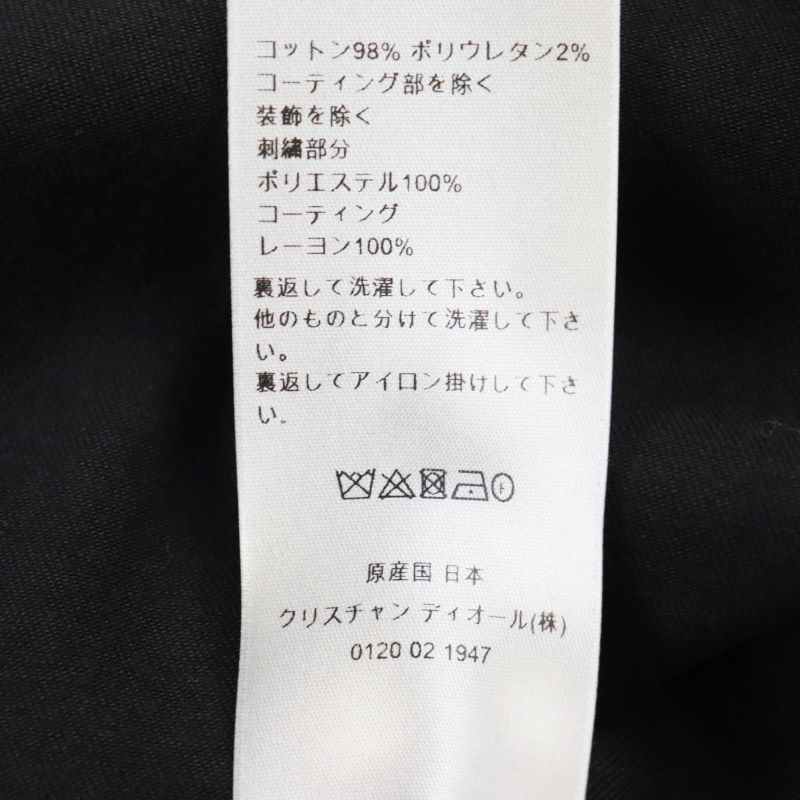 コットン98% ポリウレタン2%
コーティング部を除く
装飾を除く
刺繍部分
ポリエステル100%
コーティング
レーヨン100%
裏返して洗濯して下さい。
他のものと分けて洗濯して下さ
い。
裏返してアイロン掛けして下さ
い。
原産国 日本
クリスチャン ディオール(株)
0120 02 1947